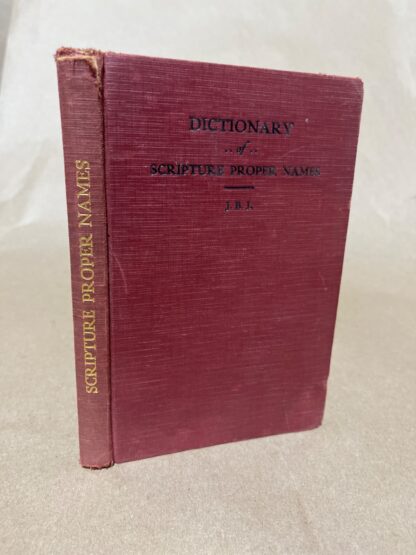 SCRIPTURE PROPER NAMES
DICTIONARY
.. of ..
SCRIPTURE PROPER NAMES
J. B. J.